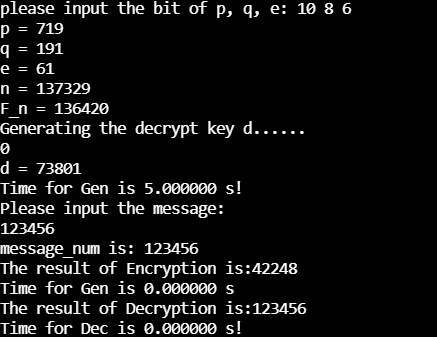 please input the bit of p, q, e: 10 8 6
p = 719
q = 191
e = 61
n = 137329
F_n = 136420
Generating the decrypt key d......
0
d = 73801
Time for Gen is 5.000000 s!
Please input the message:
123456
message_num is: 123456
The result of Encryption is:42248
Time for Gen is 0.000000 s
The result of Decryption is:123456
Time for Dec is 0.000000 s!